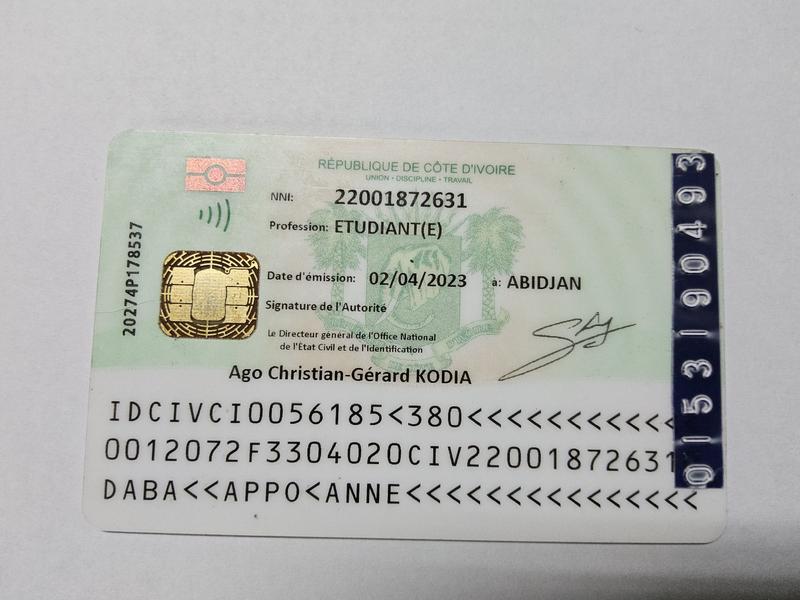 RÉPUBLIQUE DE CÔTE D'IVOIRE
UNION - DISCIPLINE - TRAVAIL
NNI: 22001872631
Profession: ETUDIANT(E)
Date d'émission: 02/04/2023 à: ABIDJAN
Signature de l'Autorité
Le Directeur général de l'Office National
de l'État Civil et de l'Identification
Ago Christian-Gérard KODIA
20274P178537
0153190493
IDCIVCI0056185<380<<<<<<<<<<<<
0012072F3304020CIV22001872631
DABA<<APPO<ANNE<<<<<<<<<<<<<<<